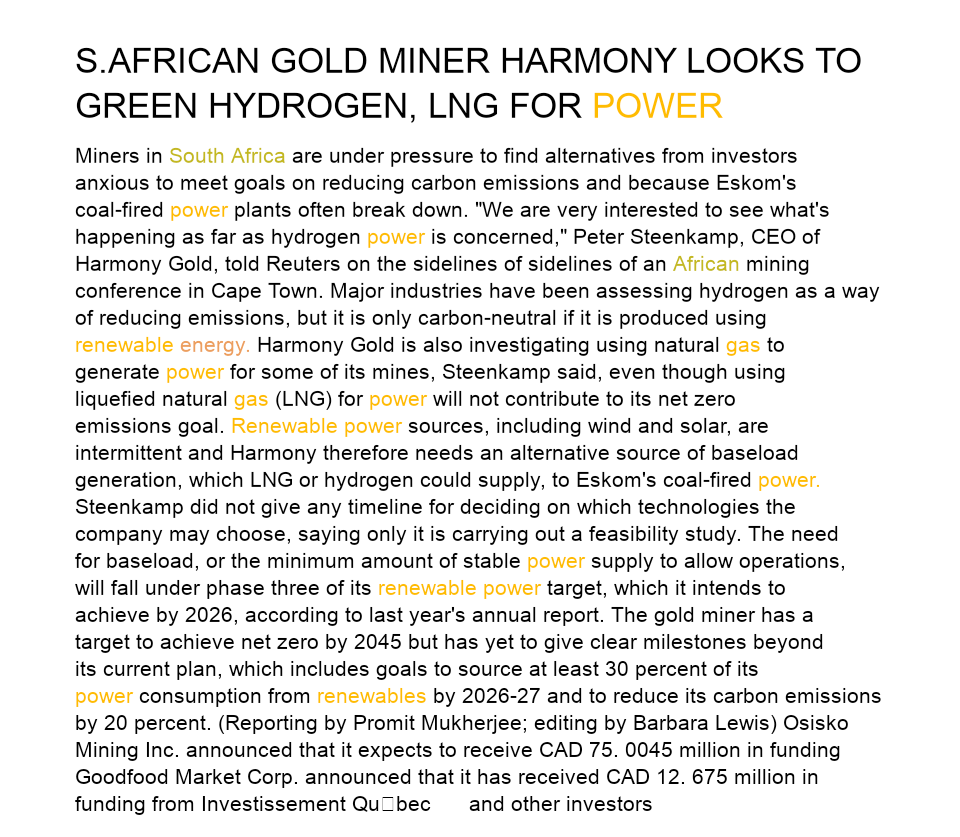 S.AFRICAN GOLD MINER HARMONY LOOKS TO
GREEN HYDROGEN, LNG FOR POWER
Miners in South Africa are under pressure to find alternatives from investors
anxious to meet goals on reducing carbon emissions and because Eskom's
coal-fired power plants often break down. "We are very interested to see what's
happening as far as hydrogen power is concerned," Peter Steenkamp, CEO of
Harmony Gold, told Reuters on the sidelines of sidelines of an African mining
conference in Cape Town. Major industries have been assessing hydrogen as a way
of reducing emissions, but it is only carbon-neutral if it is produced using
renewable energy. Harmony Gold is also investigating using natural gas to
generate power for some of its mines, Steenkamp said, even though using
liquefied natural gas (LNG) for power will not contribute to its net zero
emissions goal. Renewable power sources, including wind and solar, are
intermittent and Harmony therefore needs an alternative source of baseload
generation, which LNG or hydrogen could supply, to Eskom's coal-fired power.
Steenkamp did not give any timeline for deciding on which technologies the
company may choose, saying only it is carrying out a feasibility study. The need
for baseload, or the minimum amount of stable power supply to allow operations,
will fall under phase three of its renewable power target, which it intends to
achieve by 2026, according to last year's annual report. The gold miner has a
target to achieve net zero by 2045 but has yet to give clear milestones beyond
its current plan, which includes goals to source at least 30 percent of its
power consumption from renewables by 2026-27 and to reduce its carbon emissions
by 20 percent. (Reporting by Promit Mukherjee; editing by Barbara Lewis) Osisko
Mining Inc. announced that it expects to receive CAD 75. 0045 million in funding
Goodfood Market Corp. announced that it has received CAD 12. 675 million in
funding from Investissement Qu□bec and other investors